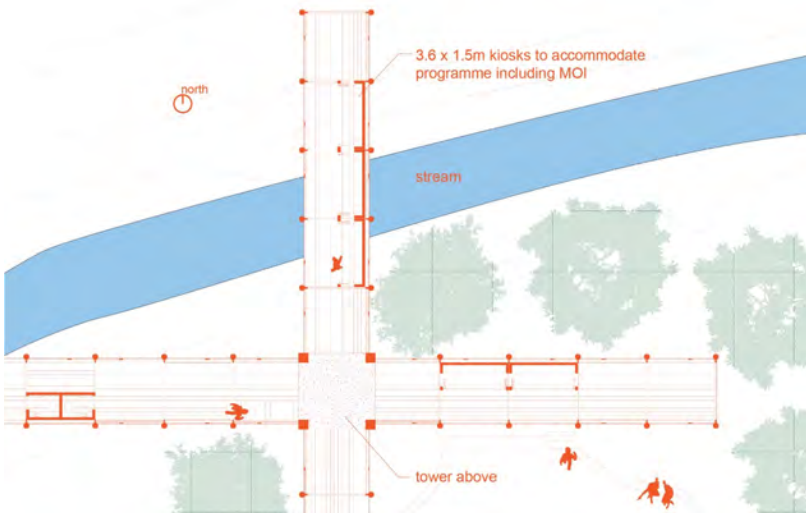 3.6 x 1.5m kiosks to accommodate
programme including MOI
north
stream
tower above